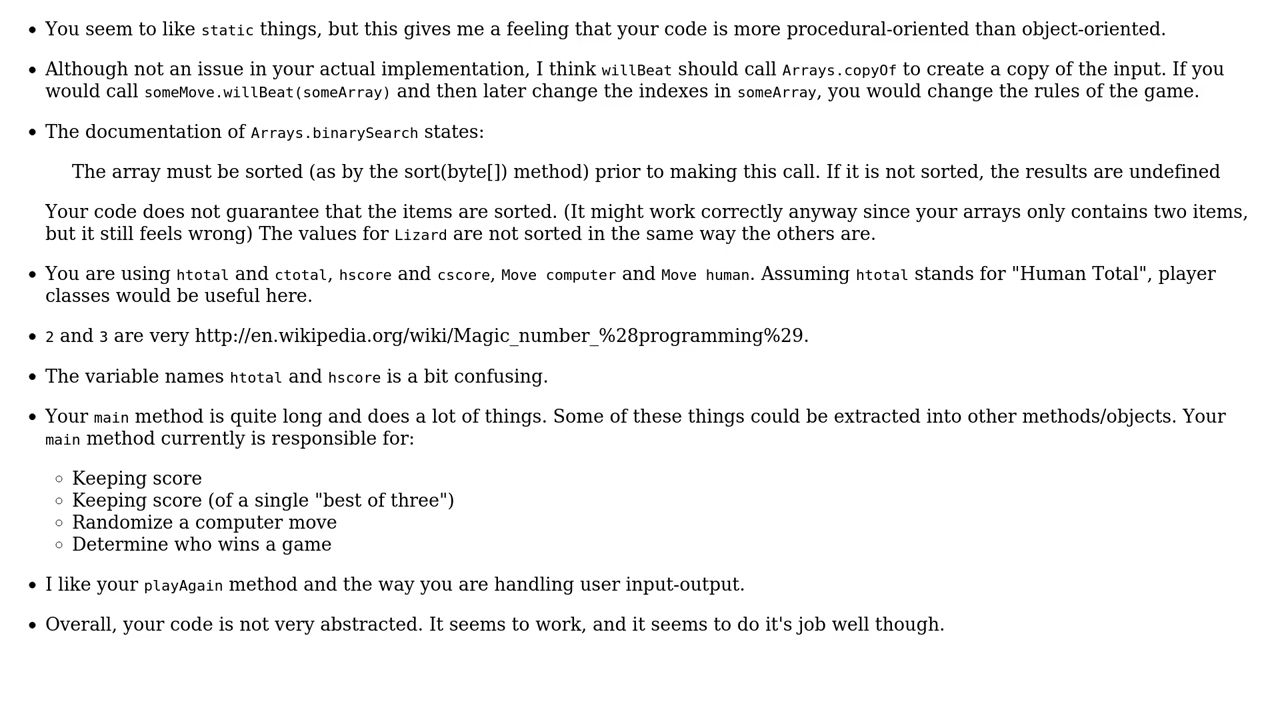 • You seem to like static things, but this gives me a feeling that your code is more procedural-oriented than object-oriented.
• Although not an issue in your actual implementation, I think willBeat should call Arrays.copyOf to create a copy of the input. If you
would call someMove.willBeat(someArray) and then later change the indexes in someArray, you would change the rules of the game.
• The documentation of Arrays.binarySearch states:
The array must be sorted (as by the sort(byte[]) method) prior to making this call. If it is not sorted, the results are undefined
Your code does not guarantee that the items are sorted. (It might work correctly anyway since your arrays only contains two items,
but it still feels wrong) The values for Lizard are not sorted in the same way the others are.
• You are using htotal and ctotal, hscore and cscore, Move computer and Move human. Assuming htotal stands for "Human Total", player
classes would be useful here.
• 2 and 3 are very http://en.wikipedia.org/wiki/Magic_number_%28programming%29.
• The variable names htotal and hscore is a bit confusing.
• Your main method is quite long and does a lot of things. Some of these things could be extracted into other methods/objects. Your
main method currently is responsible for:
◦ Keeping score
◦ Keeping score (of a single "best of three")
◦ Randomize a computer move
◦ Determine who wins a game
• I like your playAgain method and the way you are handling user input-output.
• Overall, your code is not very abstracted. It seems to work, and it seems to do it's job well though.